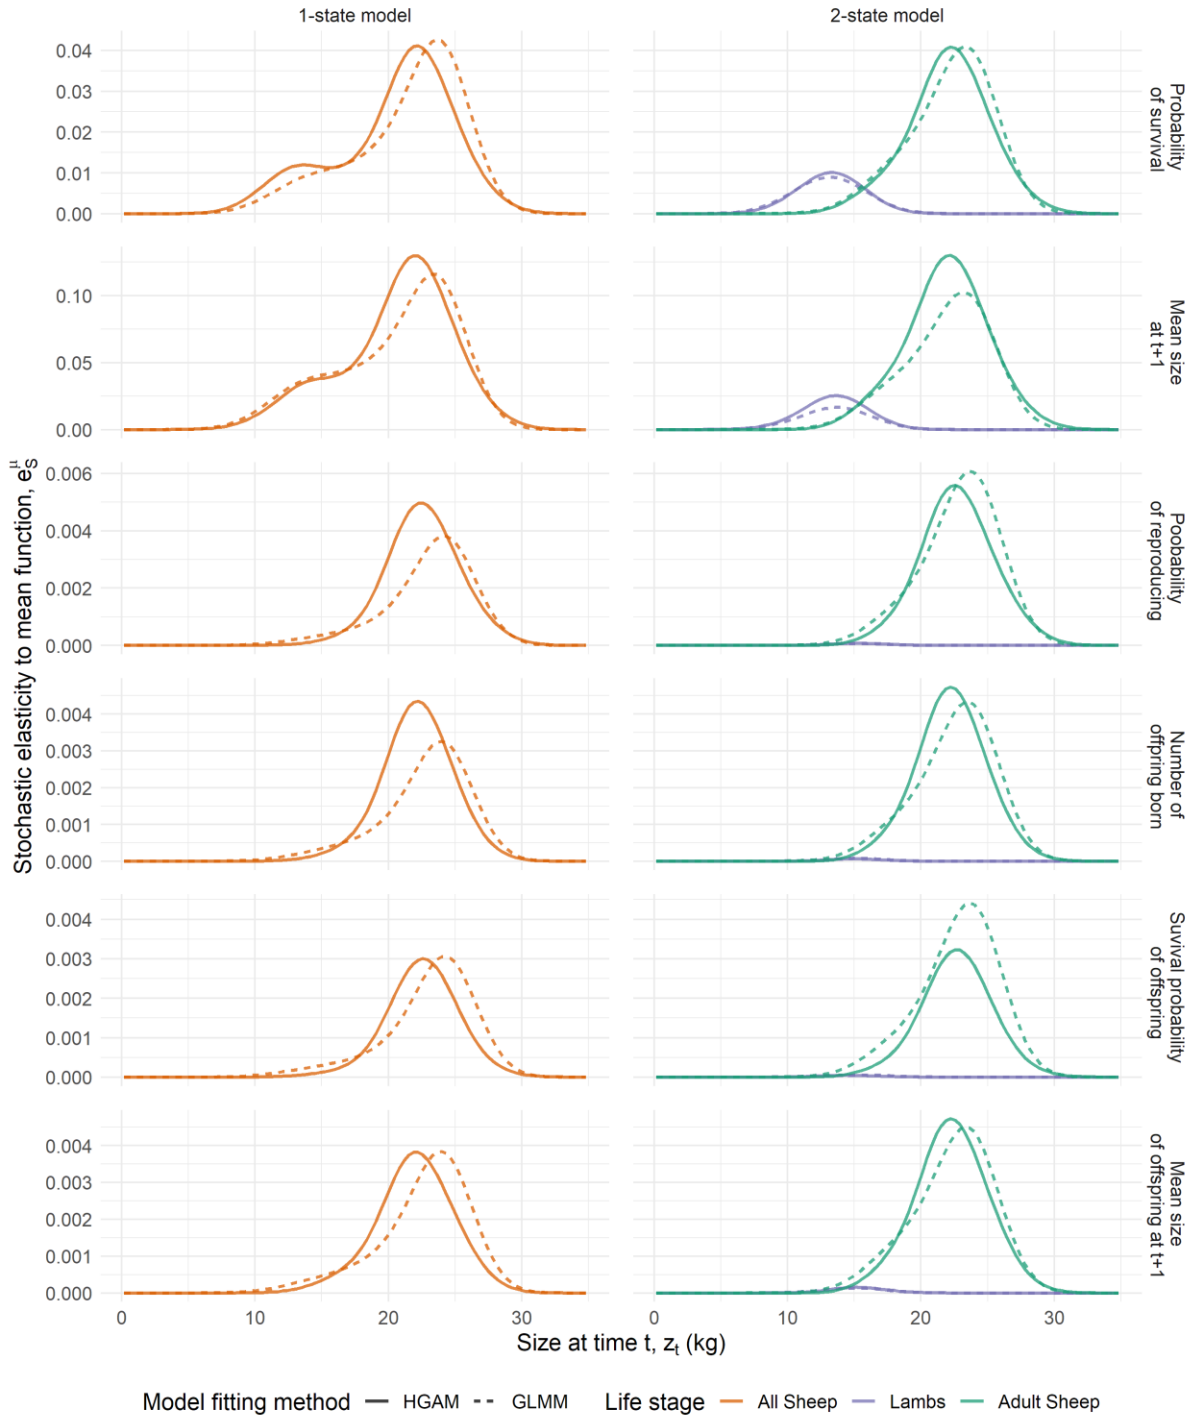 1-state model
2-state model
0.04
0.03
0.02
0.01
0.00
Probability
of survival
0.10
0.05
0.00
Mean size
at t+1
0.006
0.004
0.002
0.000
Poobability
of reproducing
0.004
0.003
0.002
0.001
0.000
Number of
offpring born
0.004
0.003
0.002
0.001
0.000
Suvival probability
of offspring
0.004
0.003
0.002
0.001
0.000
Mean size
of offspring at t+1
Stochastic elasticity to mean function, e_S^μ
0 10 20 30
0 10 20 30
Size at time t, z_t (kg)
Model fitting method HGAM GLMM Life stage All Sheep Lambs Adult Sheep